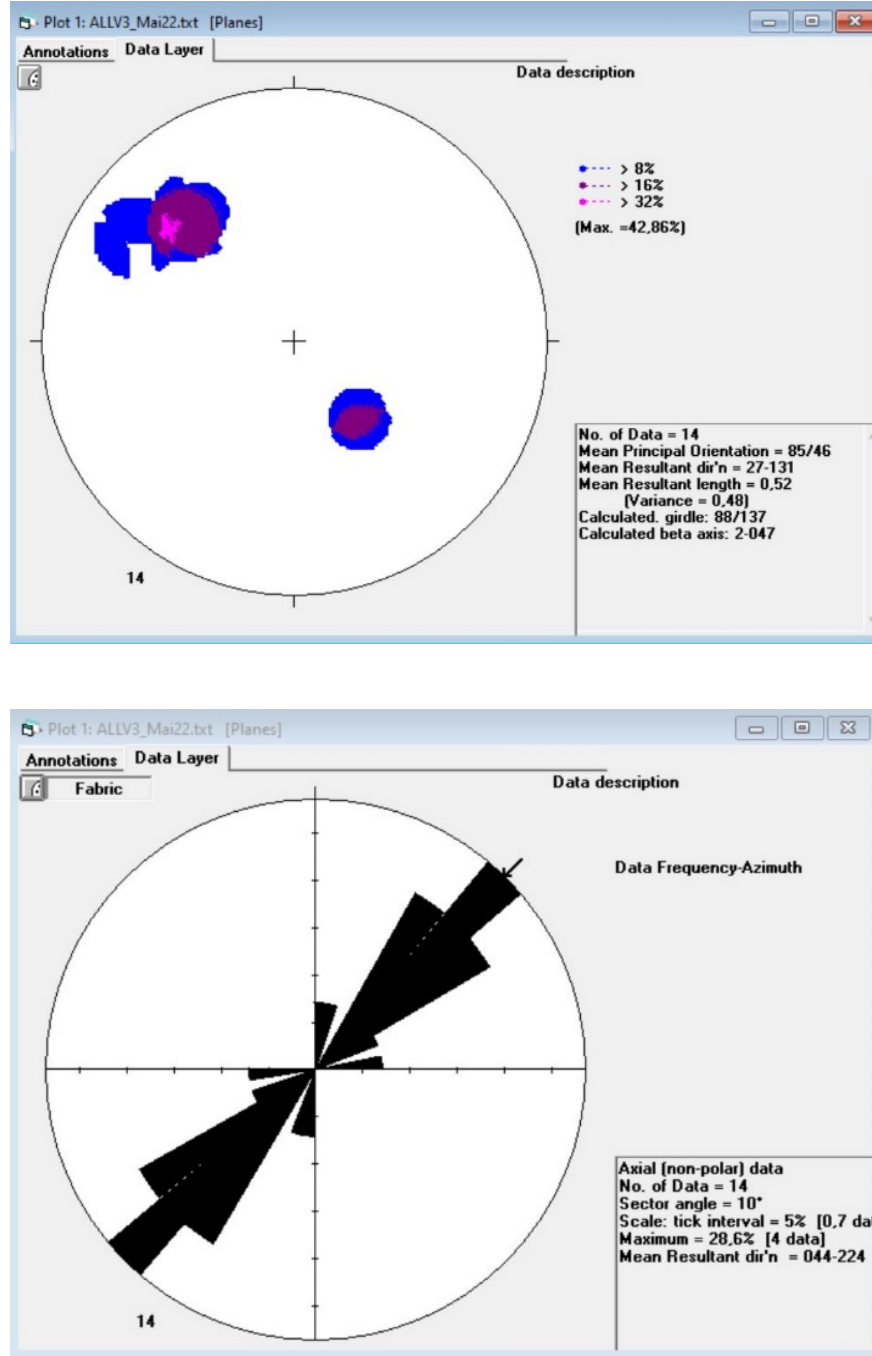 Plot 1: ALLV3_Mai22.txt [Planes]
Annotations Data Layer
Data description
> 8%
> 16%
> 32%
(Max. =42,86%)
No. of Data = 14
Mean Principal Orientation = 85/46
Mean Resultant dir'n = 27-131
Mean Resultant length = 0,52
(Variance = 0,48)
Calculated. girdle: 88/137
Calculated beta axis: 2-047
14
Plot 1: ALLV3_Mai22.txt [Planes]
Annotations Data Layer
Fabric
Data description
Data Frequency-Azimuth
Axial (non-polar) data
No. of Data = 14
Sector angle = 10°
Scale: tick interval = 5% [0,7 dat
Maximum = 28,6% [4 data]
Mean Resultant dir'n = 044-224
14